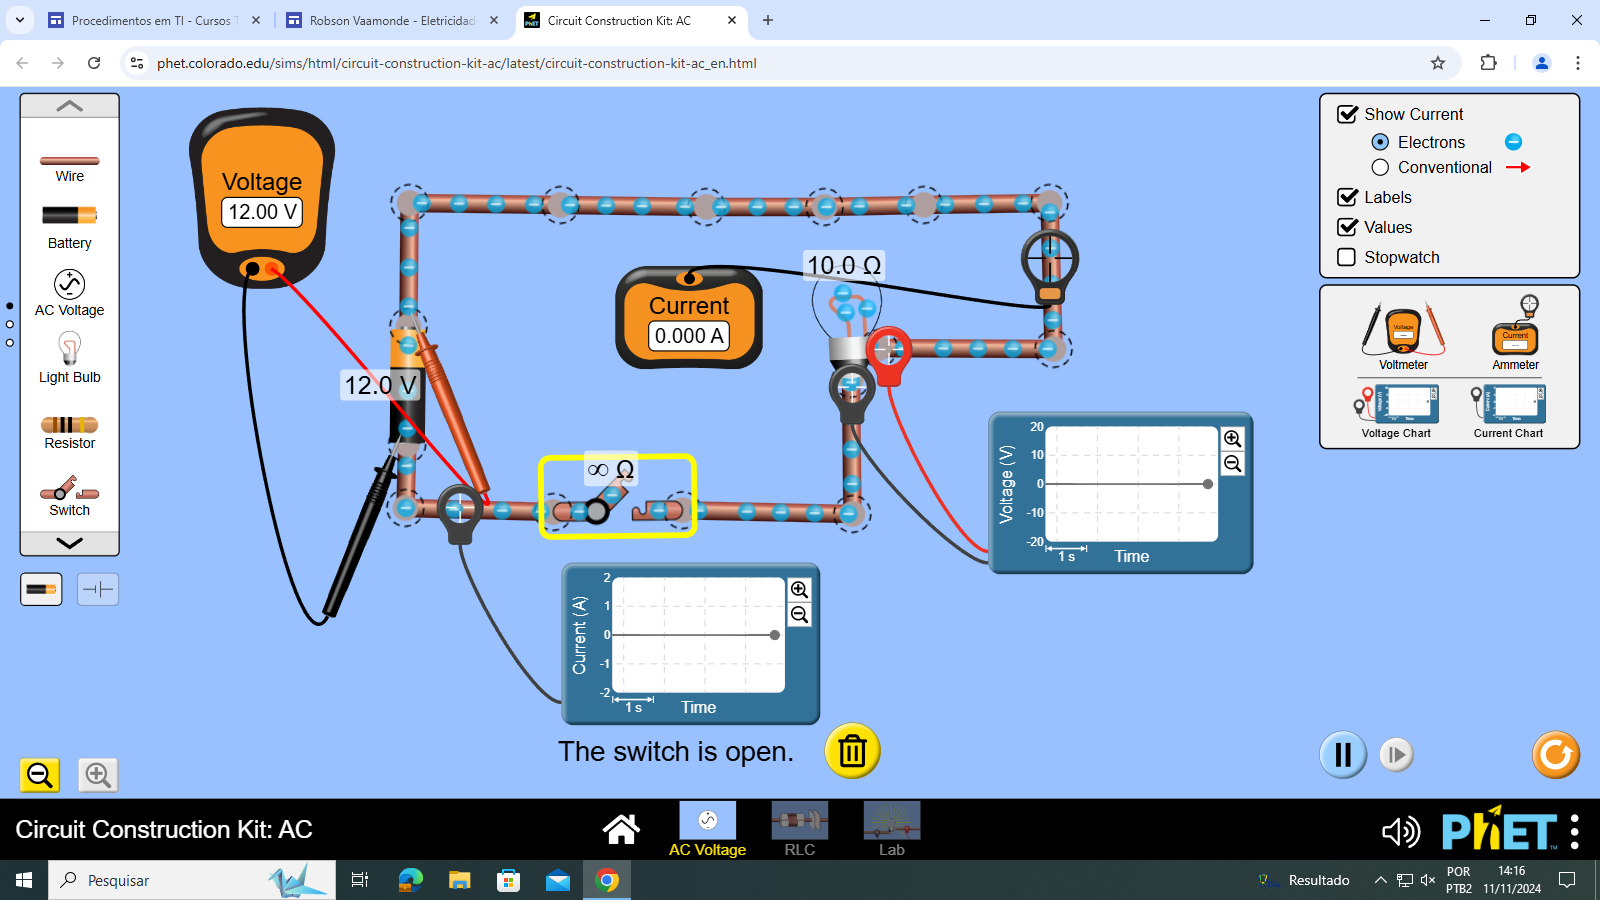 Procedimentos em TI - Cursos T
Robson Vaamonde - Eletricidad
Circuit Construction Kit: AC
phet.colorado.edu/sims/html/circuit-construction-kit-ac/latest/circuit-construction-kit-ac_en.html
Wire
Battery
AC Voltage
Light Bulb
Resistor
Switch
Voltage
12.00 V
12.0 V
Current
0.000 A
10.0 Ω
∞ Ω
Show Current
Electrons
Conventional
Labels
Values
Stopwatch
Voltage
Current
Voltmeter
Ammeter
Voltage Chart
Current Chart
Voltage (V)
20
10
0
-10
-20
1 s
Time
Current (A)
2
1
0
-1
-2
1 s
Time
The switch is open.
Circuit Construction Kit: AC
AC Voltage
RLC
Lab
PhET
Pesquisar
Resultado
POR
PTB2
14:16
11/11/2024